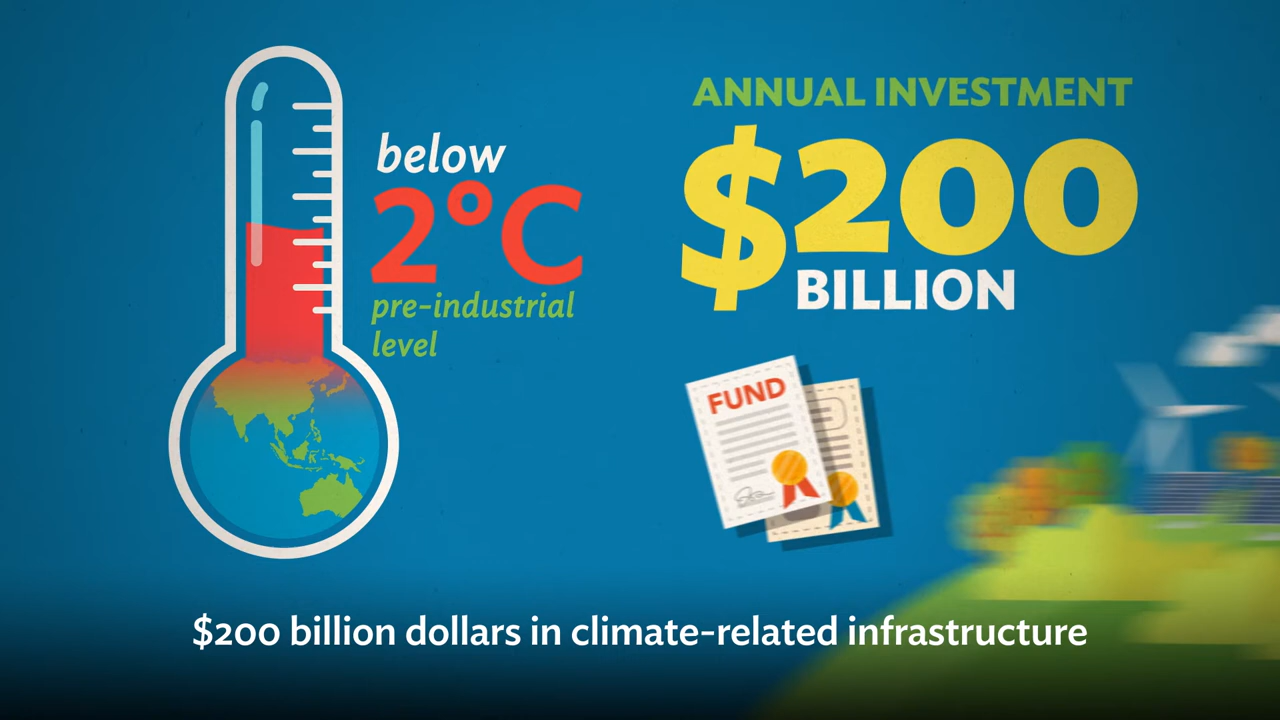 below
2°C
pre-industrial
level
ANNUAL INVESTMENT
$200
BILLION
FUND
$200 billion dollars in climate-related infrastructure